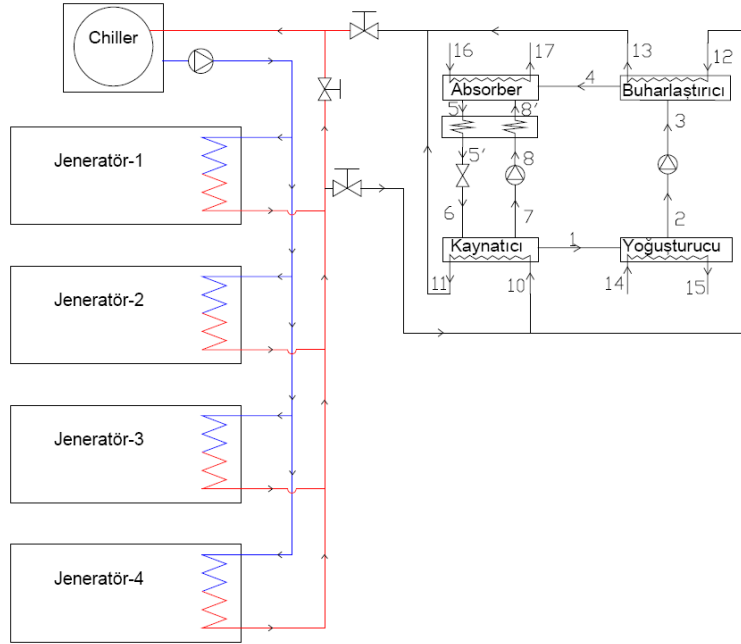 Chiller
16
17
13
12
Absorber
4
Buharlaştırıcı
5
8'
3
5'
8
6
7
2
Kaynatıcı
1
Yoğuşturucu
11
10
14
15
Jeneratör-1
Jeneratör-2
Jeneratör-3
Jeneratör-4